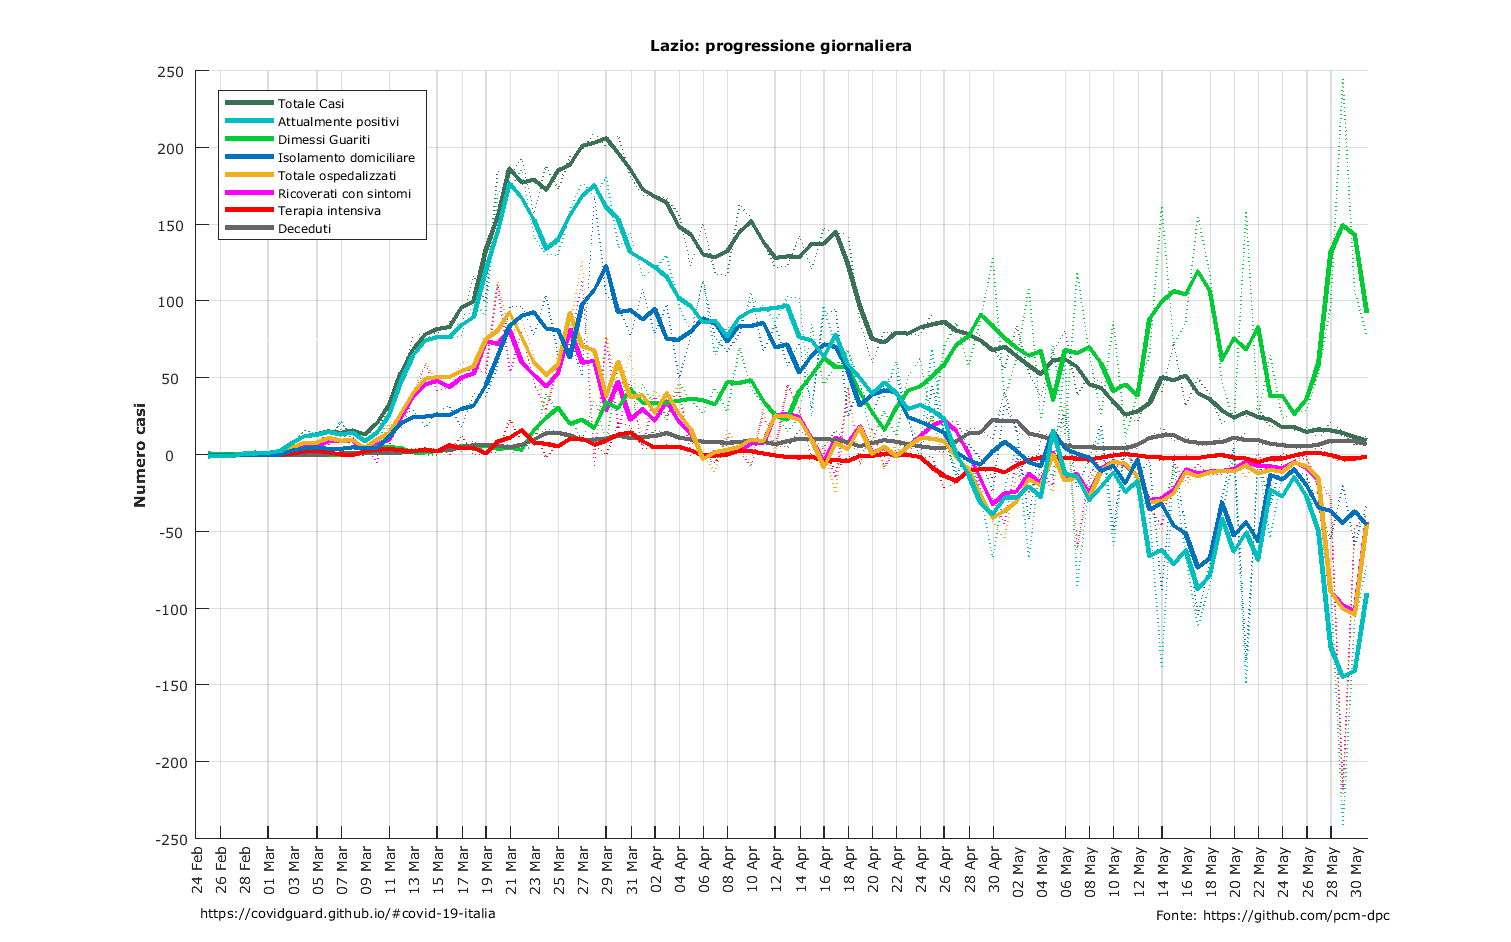 Lazio: progressione giornaliera
250
200
150
100
50
0
-50
-100
-150
-200
-250
Numero casi
Totale Casi
Attualmente positivi
Dimessi Guariti
Isolamento domiciliare
Totale ospedalizzati
Ricoverati con sintomi
Terapia intensiva
Deceduti
24 Feb
26 Feb
28 Feb
01 Mar
03 Mar
05 Mar
07 Mar
09 Mar
11 Mar
13 Mar
15 Mar
17 Mar
19 Mar
21 Mar
23 Mar
25 Mar
27 Mar
29 Mar
31 Mar
02 Apr
04 Apr
06 Apr
08 Apr
10 Apr
12 Apr
14 Apr
16 Apr
18 Apr
20 Apr
22 Apr
24 Apr
26 Apr
28 Apr
30 Apr
02 May
04 May
06 May
08 May
10 May
12 May
14 May
16 May
18 May
20 May
22 May
24 May
26 May
28 May
30 May
https://covidguard.github.io/#covid-19-italia
Fonte: https://github.com/pcm-dpc